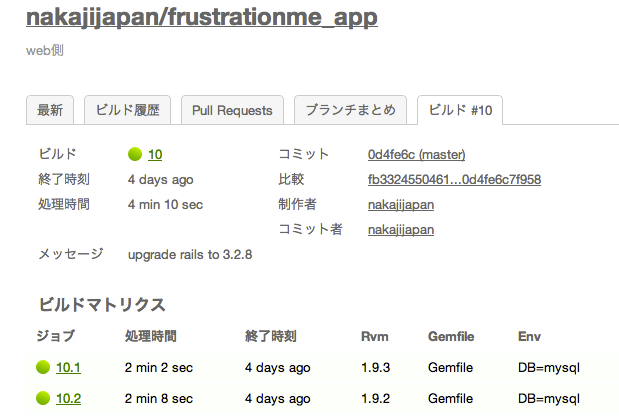 nakajijapan/frustrationme_app
web側
最新 ビルド履歴 Pull Requests ブランチまとめ ビルド #10
ビルド 10 コミット 0d4fe6c (master)
終了時刻 4 days ago 比較 fb3324550461...0d4fe6c7f958
処理時間 4 min 10 sec 制作者 nakajijapan
コミット者 nakajijapan
メッセージ upgrade rails to 3.2.8
ビルドマトリクス
ジョブ 処理時間 終了時刻 Rvm Gemfile Env
10.1 2 min 2 sec 4 days ago 1.9.3 Gemfile DB=mysql
10.2 2 min 8 sec 4 days ago 1.9.2 Gemfile DB=mysql